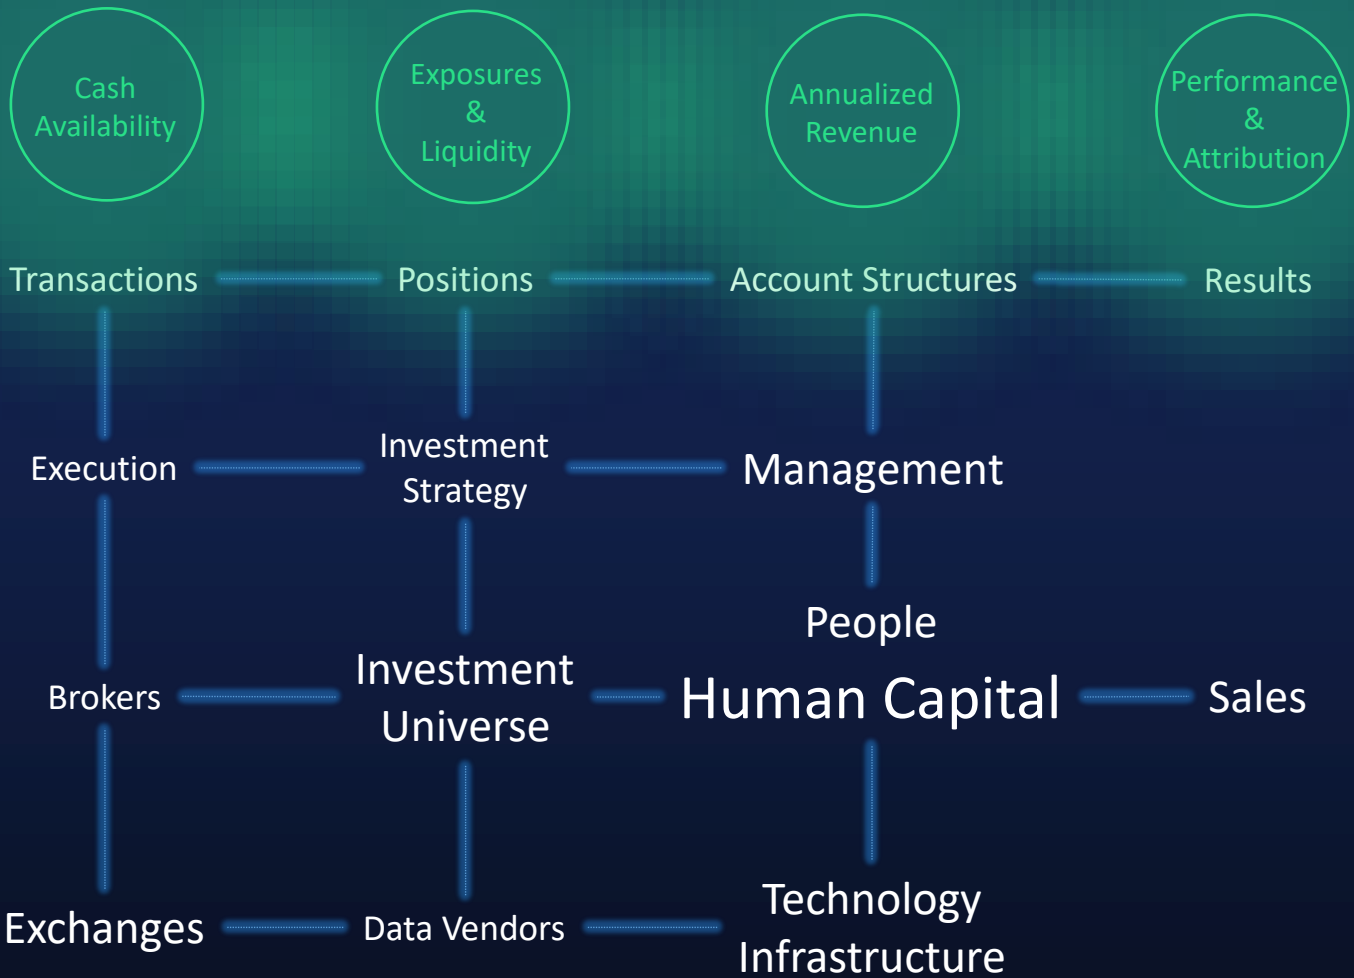 Cash
Availability
Exposures
&
Liquidity
Annualized
Revenue
Performance
&
Attribution
Transactions
Positions
Account Structures
Results
Execution
Investment
Strategy
Management
People
Brokers
Investment
Universe
Human Capital
Sales
Exchanges
Data Vendors
Technology
Infrastructure